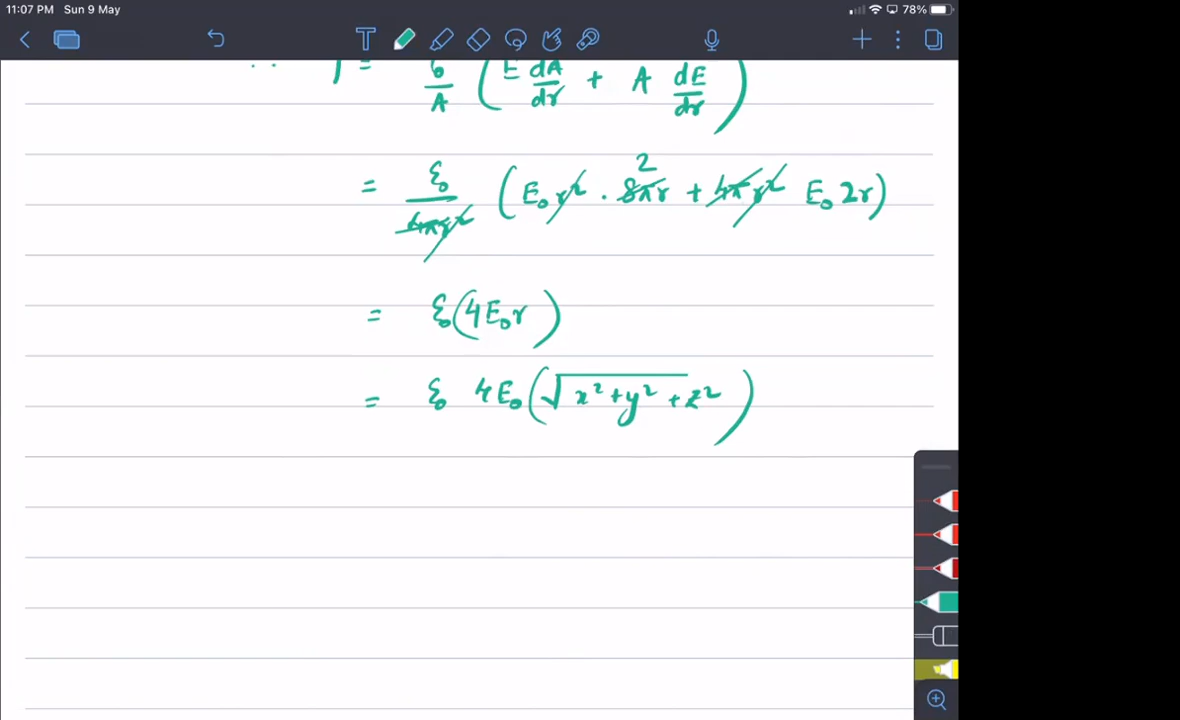 11:07 PM Sun 9 May 78%
T
∴ ρ = ε₀/A (E dA/dr + A dE/dr)
= ε₀/4πr² (E₀r² · 8πr + 4πr² E₀2r)
2
= ε₀(4E₀r)
= ε₀ 4E₀(√x²+y²+z²)